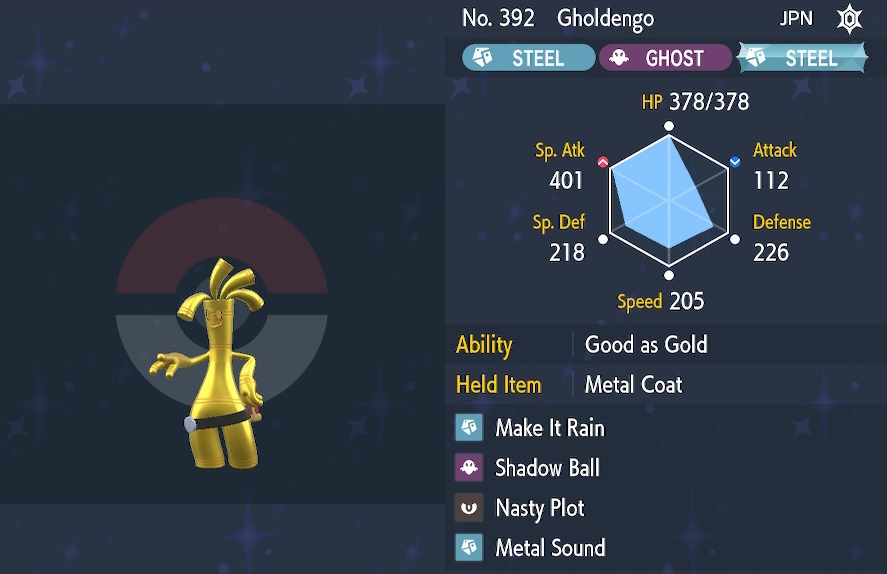 No. 392 Gholdengo JPN
STEEL GHOST STEEL
HP 378/378
Sp. Atk Attack
401 112
Sp. Def Defense
218 226
Speed 205
Ability Good as Gold
Held Item Metal Coat
Make It Rain
Shadow Ball
Nasty Plot
Metal Sound